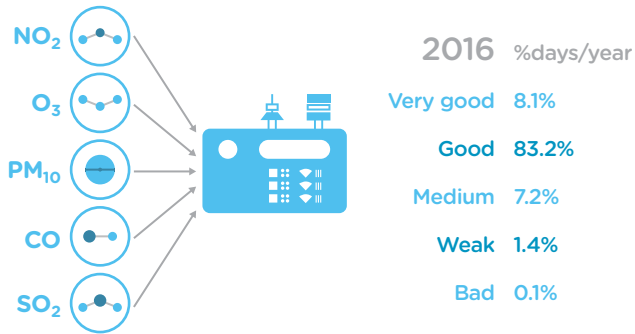 NO₂
O₃
PM₁₀
CO
SO₂
2016 %days/year
Very good 8.1%
Good 83.2%
Medium 7.2%
Weak 1.4%
Bad 0.1%